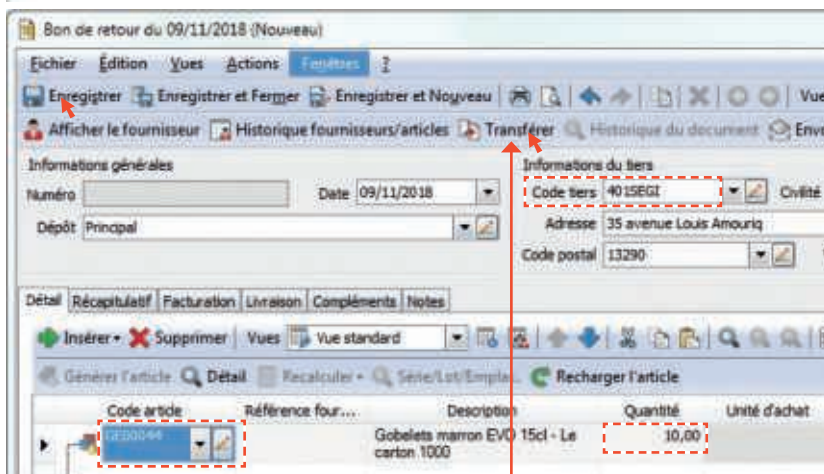 Bon de retour du 09/11/2018 (Nouveau)
Fichier Édition Vues Actions Fenêtres ?
Enregistrer Enregistrer et Fermer Enregistrer et Nouveau Vue
Afficher le fournisseur Historique fournisseurs/articles Transférer Historique du document Envo
Informations générales Informations du tiers
Numéro Date 09/11/2018 Code tiers 401SEGI Civilité
Dépôt Principal Adresse 35 avenue Louis Amouriq
Code postal 13290
Détail Récapitulatif Facturation Livraison Compléments Notes
Insérer Supprimer Vues Vue standard
Générer l'article Détail Recalculer Série/Lot/Empla... Recharger l'article
Code article Référence four... Description Quantité Unité d'achat
GEB0044 Gobelets marron EVO 15cl - Le 10,00
carton 1000